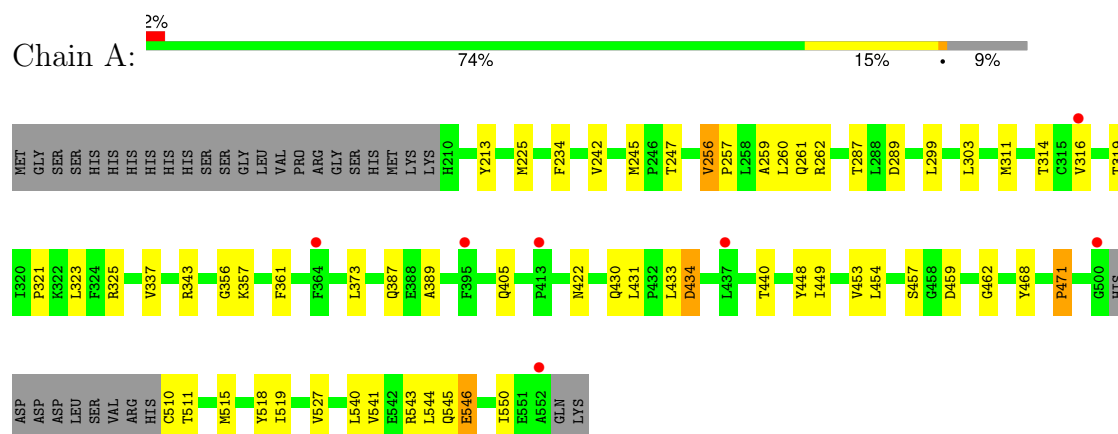 2%
Chain A:
74% 15% • 9%
MET GLY SER SER HIS HIS HIS HIS HIS HIS SER SER GLY LEU VAL PRO ARG GLY SER HIS MET LYS LYS H210 Y213 M225 F234 V242 M245 P246 T247 V256 P257 L258 A259 L260 Q261 R262 T287 L288 D289 L299 L303 M311 T314 C315 V316 T319
I320 P321 K322 L323 F324 R325 V337 R343 G356 K357 F361 F364 L373 Q387 E388 A389 F395 Q405 P413 N422 Q430 L431 P432 L433 D434 L437 T440 Y448 I449 V453 L454 S457 G458 D459 G462 Y468 P471 G500 HIS
ASP ASP ASP LEU SER VAL ARG HIS C510 T511 M515 Y518 I519 V527 L540 V541 E542 R543 L544 Q545 E546 I550 E551 A552 GLN LYS